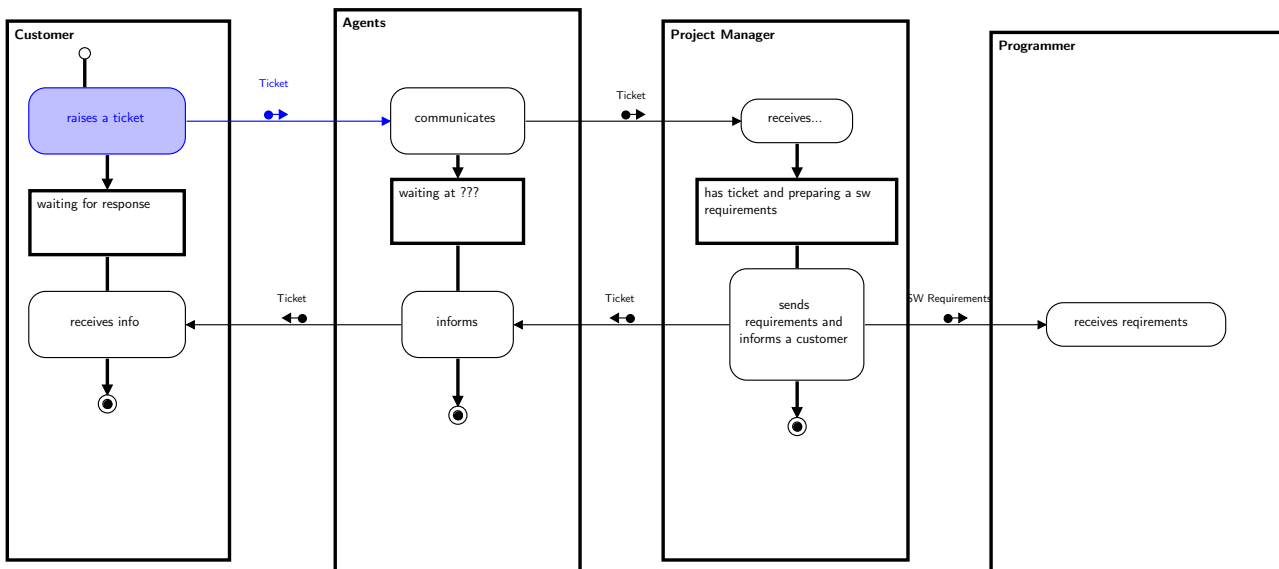 Customer
Agents
Project Manager
Programmer
Ticket
Ticket
raises a ticket
communicates
receives...
waiting for response
waiting at ???
has ticket and preparing a sw
requirements
Ticket
Ticket
SW Requirements
receives info
informs
sends
requirements and
informs a customer
receives reqirements